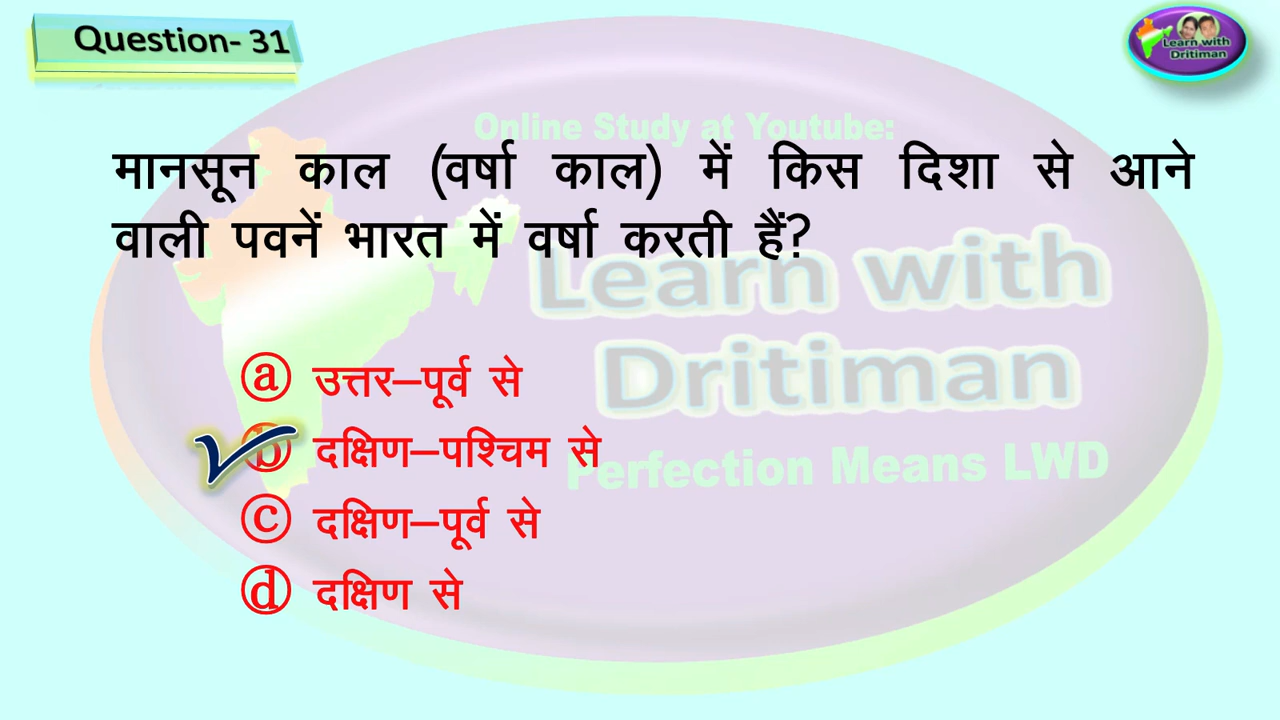 Question- 31
Learn with
Dritiman
Online Study at Youtube:
मानसून काल (वर्षा काल) में किस दिशा से आने
वाली पवनें भारत में वर्षा करती हैं?
Learn with
Dritiman
ⓐ उत्तर–पूर्व से
ⓑ दक्षिण–पश्चिम से
Perfection Means LWD
ⓒ दक्षिण–पूर्व से
ⓓ दक्षिण से